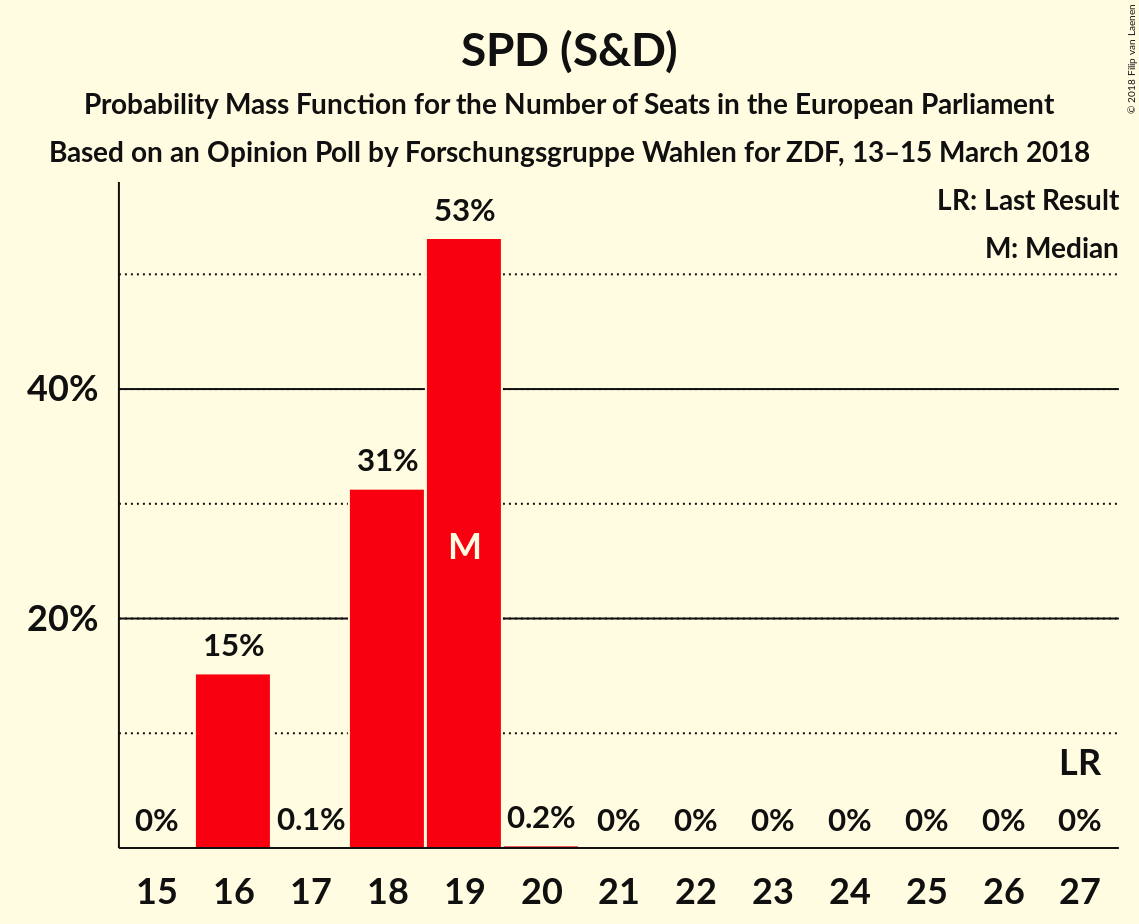 SPD (S&D)
Probability Mass Function for the Number of Seats in the European Parliament
Based on an Opinion Poll by Forschungsgruppe Wahlen for ZDF, 13–15 March 2018
© 2018 Filip van Laenen
LR: Last Result
M: Median
53%
40%
31%
M
20%
15%
LR
0% 0.1% 0.2% 0% 0% 0% 0% 0% 0% 0%
15 16 17 18 19 20 21 22 23 24 25 26 27